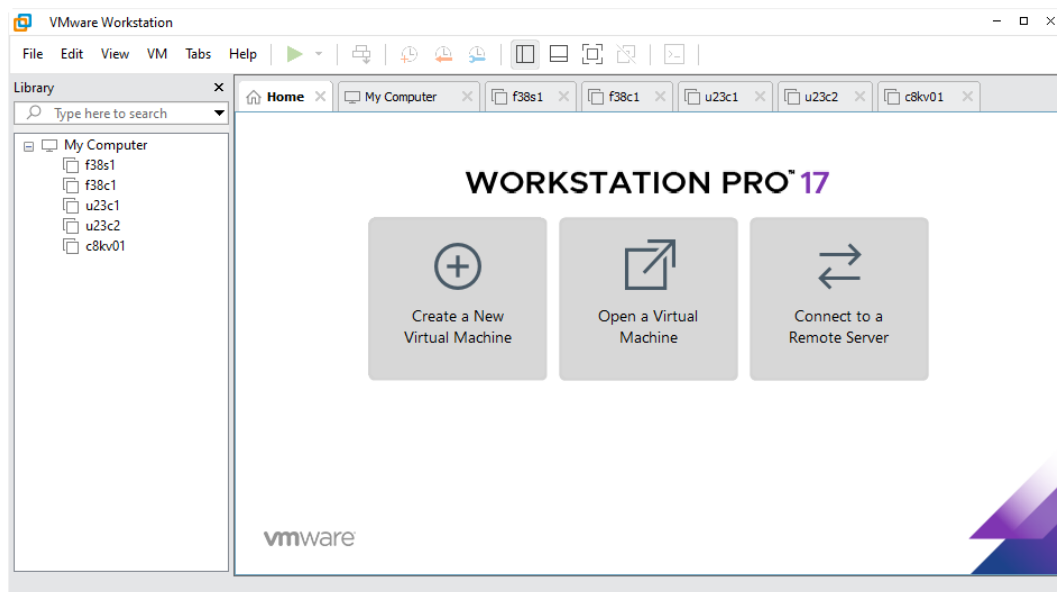 VMware Workstation
File Edit View VM Tabs Help
Library
Type here to search
My Computer
f38s1
f38c1
u23c1
u23c2
c8kv01
Home My Computer f38s1 f38c1 u23c1 u23c2 c8kv01
WORKSTATION PRO™ 17
Create a New
Virtual Machine
Open a Virtual
Machine
Connect to a
Remote Server
vmware